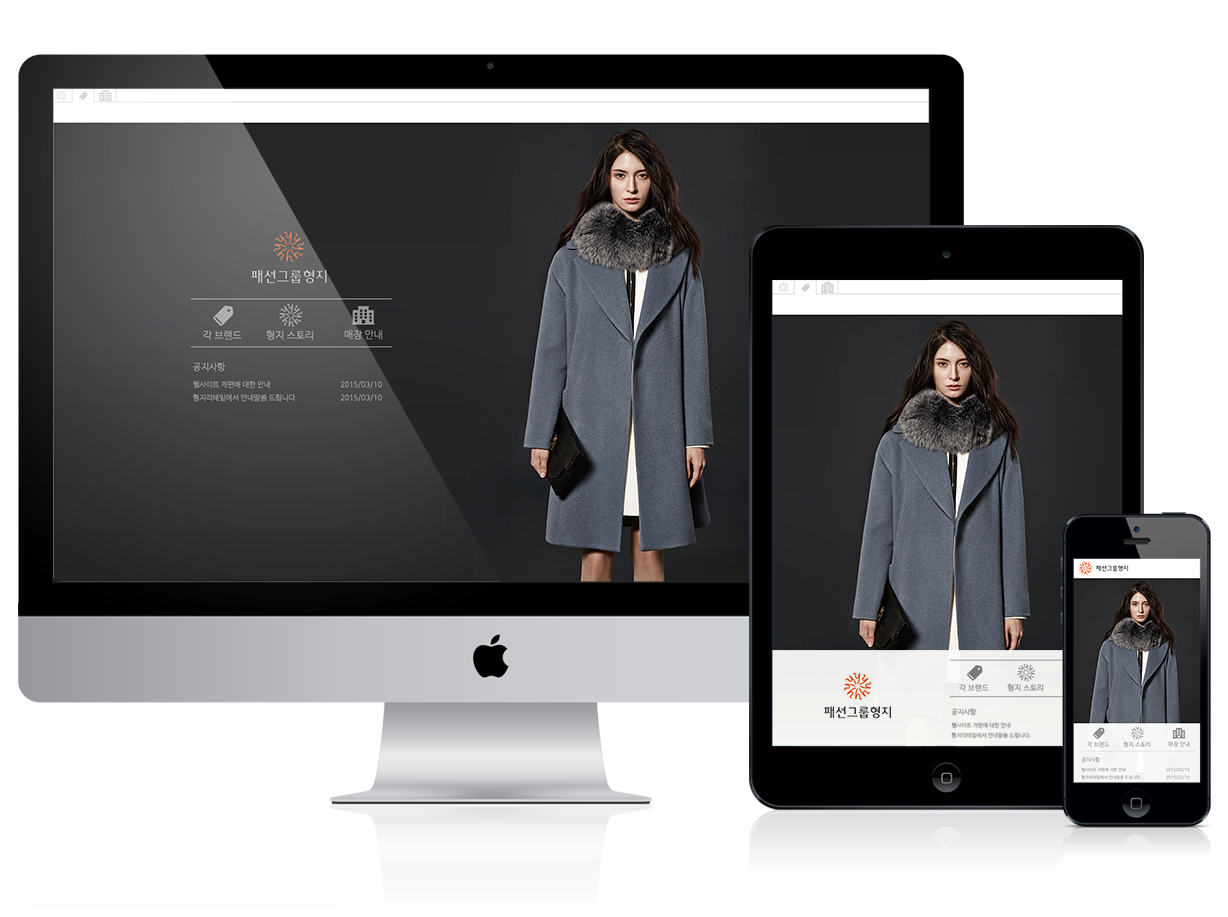 패션그룹형지
각 브랜드 형지 스토리 매장 안내
공지사항
웹사이트 개편에 대한 안내 2015/03/10
형지리테일에서 안내말씀 드립니다. 2015/03/10
패션그룹형지
각 브랜드 형지 스토리
공지사항
웹사이트 개편에 대한 안내
형지리테일에서 안내말씀 드립니다.
패션그룹형지
각 브랜드 형지 스토리 매장 안내
공지사항
웹사이트 개편에 대한 안내 2015/03/10
형지리테일에서 안내말씀 드립니다. 2015/03/10